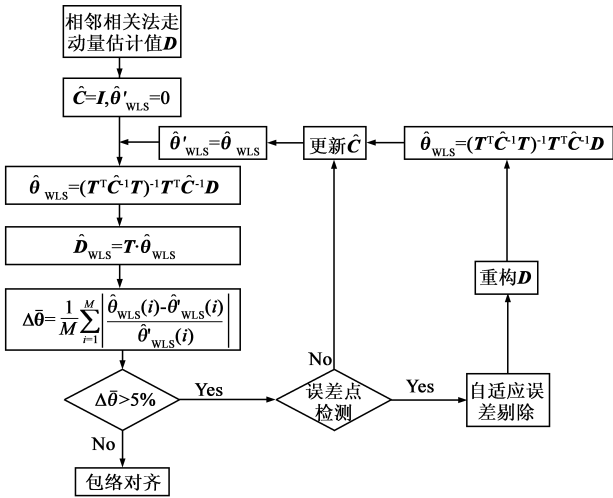 相邻相关法走
动量估计值D
Ĉ=I,θ̂'WLS=0
θ̂'WLS=θ̂WLS
更新Ĉ
θ̂WLS=(TᵀĈ⁻¹T)⁻¹TᵀĈ⁻¹D
θ̂WLS=(TᵀĈ⁻¹T)⁻¹TᵀĈ⁻¹D
D̂WLS=T·θ̂WLS
重构D
Δθ̄=1/M ∑_{i=1}^{M} |(θ̂WLS(i)-θ̂'WLS(i))/θ̂'WLS(i)|
No
Δθ̄>5%
Yes
误差点
检测
Yes
自适应误
差剔除
No
包络对齐